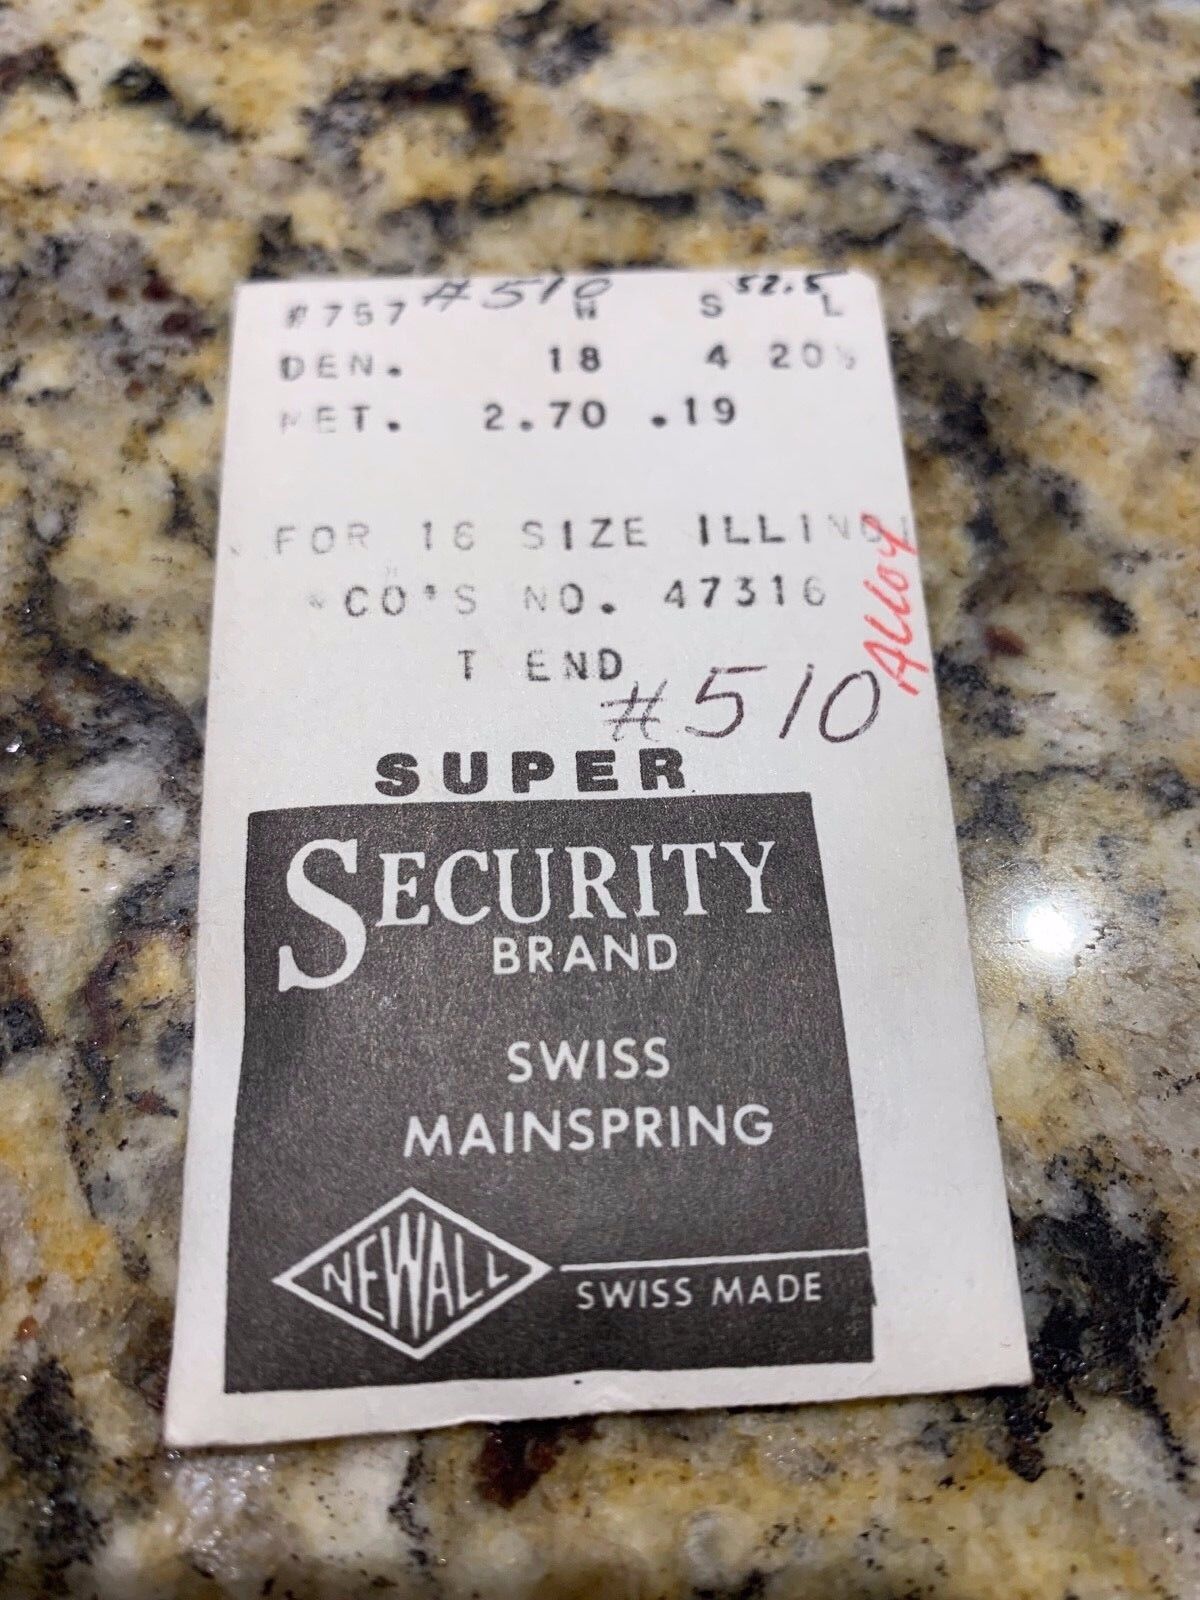 #757 #510 W S 52.5 L
DEN. 18 4 20½
MET. 2.70 .19
FOR 16 SIZE ILLINOI
CO'S NO. 47316
Alloy
T END
#510
SUPER
SECURITY
BRAND
SWISS
MAINSPRING
NEWALL
SWISS MADE